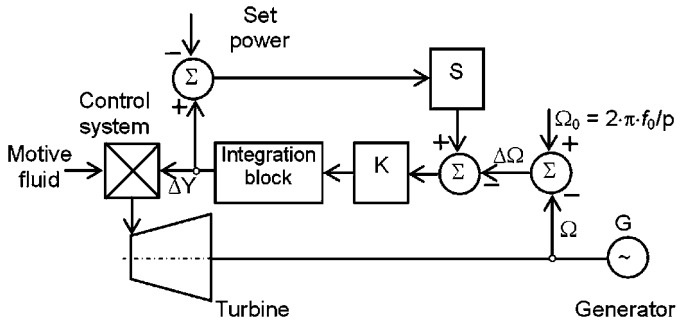 Set
power
−
Σ
+
S
Control
system
Ω₀ = 2·π·f₀/p
+
+
Motive
fluid
ΔY
Integration
block
K
Σ
−
ΔΩ
Σ
−
Ω
G
~
Turbine
Generator